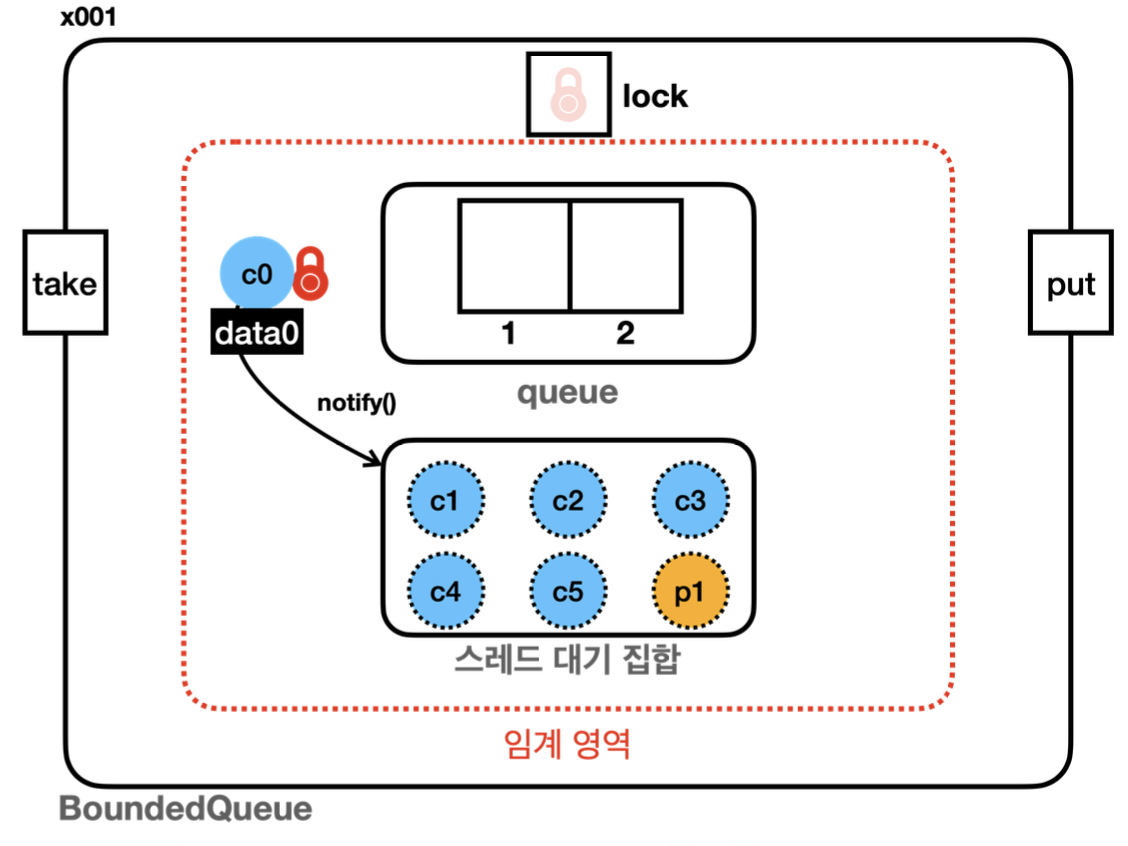 x001
lock
take
put
c0
data0
1 2
queue
notify()
c1 c2 c3
c4 c5 p1
스레드 대기 집합
임계 영역
BoundedQueue